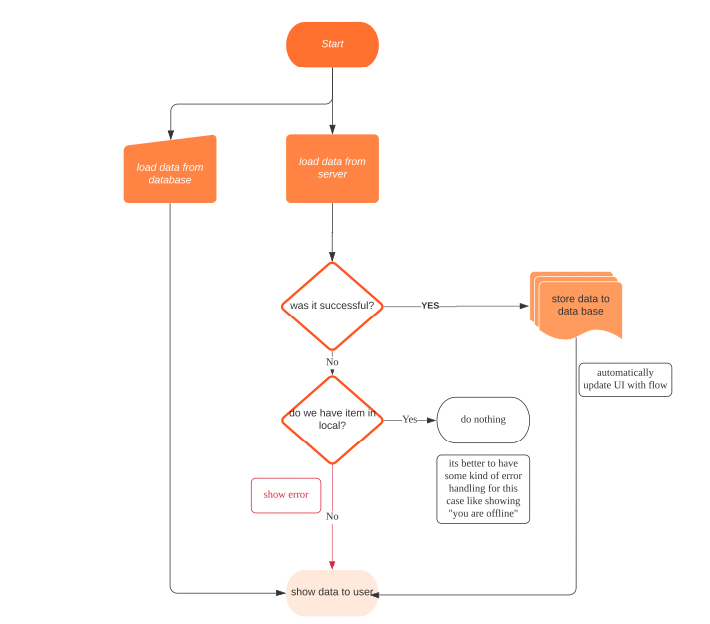 Start
load data from
database
load data from
server
was it successful?
YES
store data to
data base
No
automatically
update UI with flow
do we have item in
local?
Yes
do nothing
its better to have
some kind of error
handling for this
case like showing
"you are offline"
show error
No
show data to user